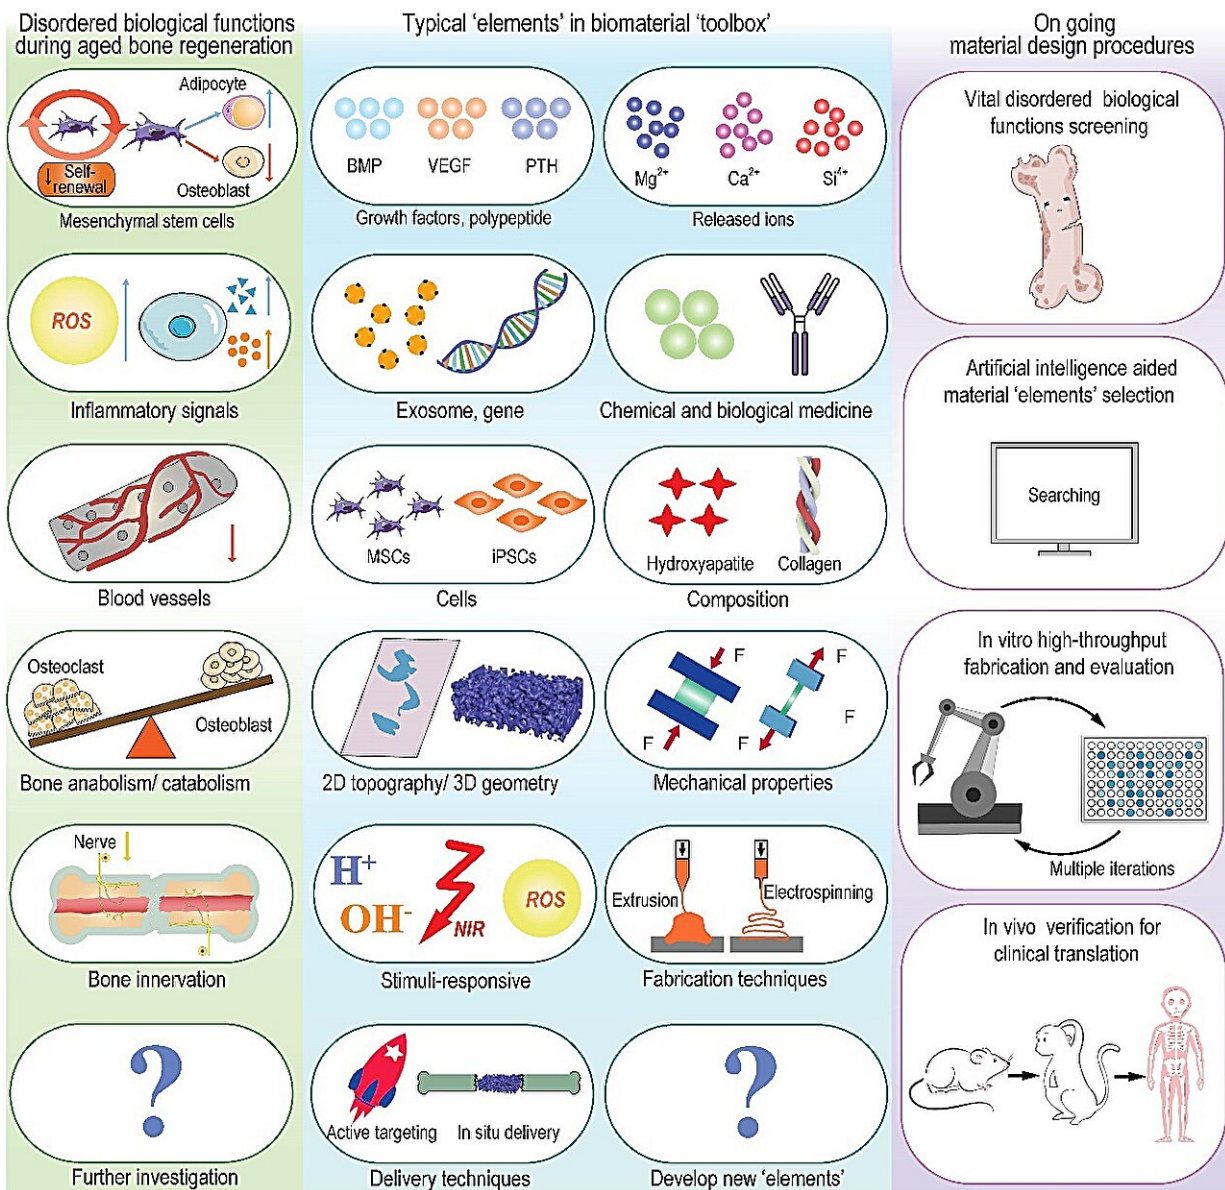 Disordered biological functions
during aged bone regeneration
Adipocyte
↓ Self-
renewal
Osteoblast
Mesenchymal stem cells
ROS
Inflammatory signals
Blood vessels
Osteoclast
Osteoblast
Bone anabolism/ catabolism
Nerve
Bone innervation
?
Further investigation
Typical ‘elements’ in biomaterial ‘toolbox’
BMP VEGF PTH
Growth factors, polypeptide
Mg²⁺ Ca²⁺ Si⁴⁺
Released ions
Exosome, gene
Chemical and biological medicine
MSCs iPSCs
Cells
Hydroxyapatite Collagen
Composition
2D topography/ 3D geometry
F F
F
F F
Mechanical properties
H⁺
OH⁻
NIR
ROS
Stimuli-responsive
Extrusion Electrospinning
Fabrication techniques
Active targeting In situ delivery
Delivery techniques
?
Develop new ‘elements’
On going
material design procedures
Vital disordered biological
functions screening
Artificial intelligence aided
material ‘elements’ selection
Searching
In vitro high-throughput
fabrication and evaluation
Multiple iterations
In vivo verification for
clinical translation